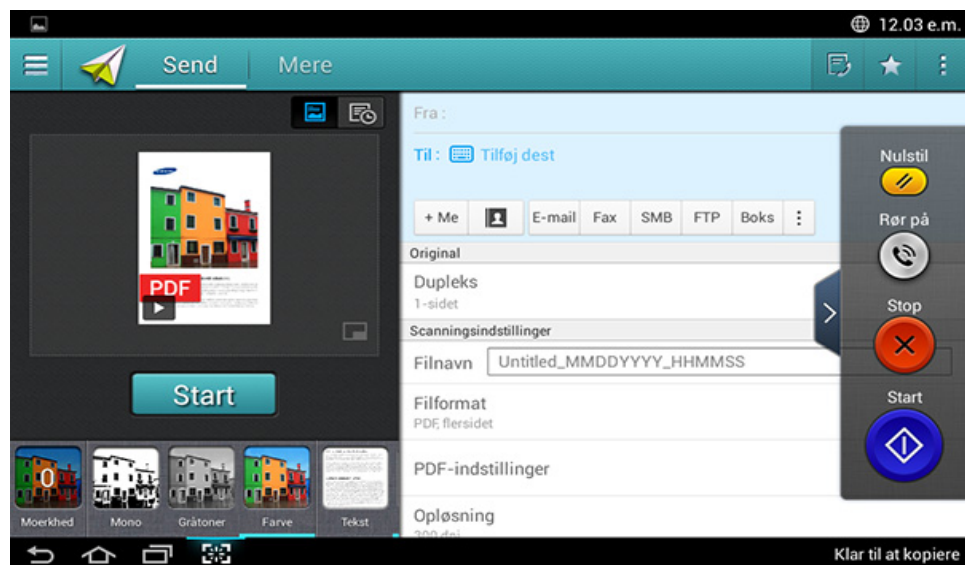 12.03 e.m.
Send
Mere
Fra :
Til : Tilføj dest
+ Me
E-mail
Fax
SMB
FTP
Boks
Original
Dupleks
1-sidet
Scanningsindstillinger
Filnavn
Untitled_MMDDYYYY_HHMMSS
Filformat
PDF, flersidet
PDF-indstillinger
Opløsning
PDF
Start
0
Moerkhed
Mono
Gråtoner
Farve
Tekst
Nulstil
Rør på
Stop
Start
Klar til at kopiere